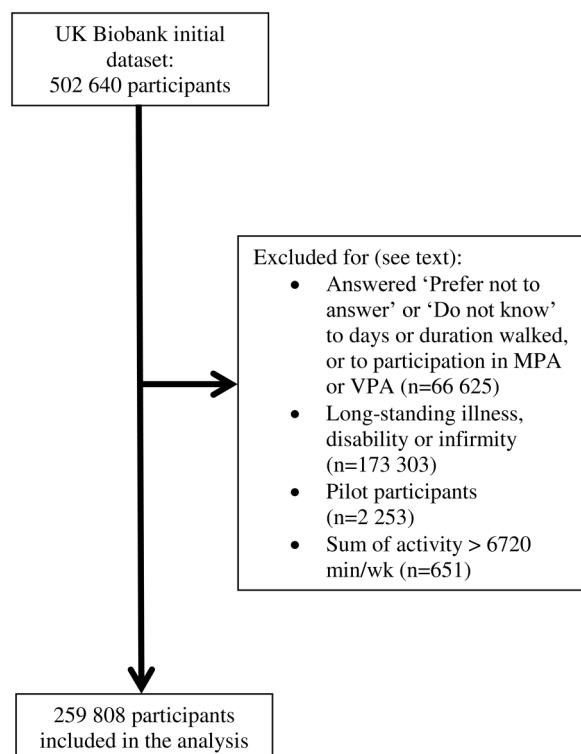 UK Biobank initial
dataset:
502 640 participants
Excluded for (see text):
• Answered ‘Prefer not to
answer’ or ‘Do not know’
to days or duration walked,
or to participation in MPA
or VPA (n=66 625)
• Long-standing illness,
disability or infirmity
(n=173 303)
• Pilot participants
(n=2 253)
• Sum of activity > 6720
min/wk (n=651)
259 808 participants
included in the analysis